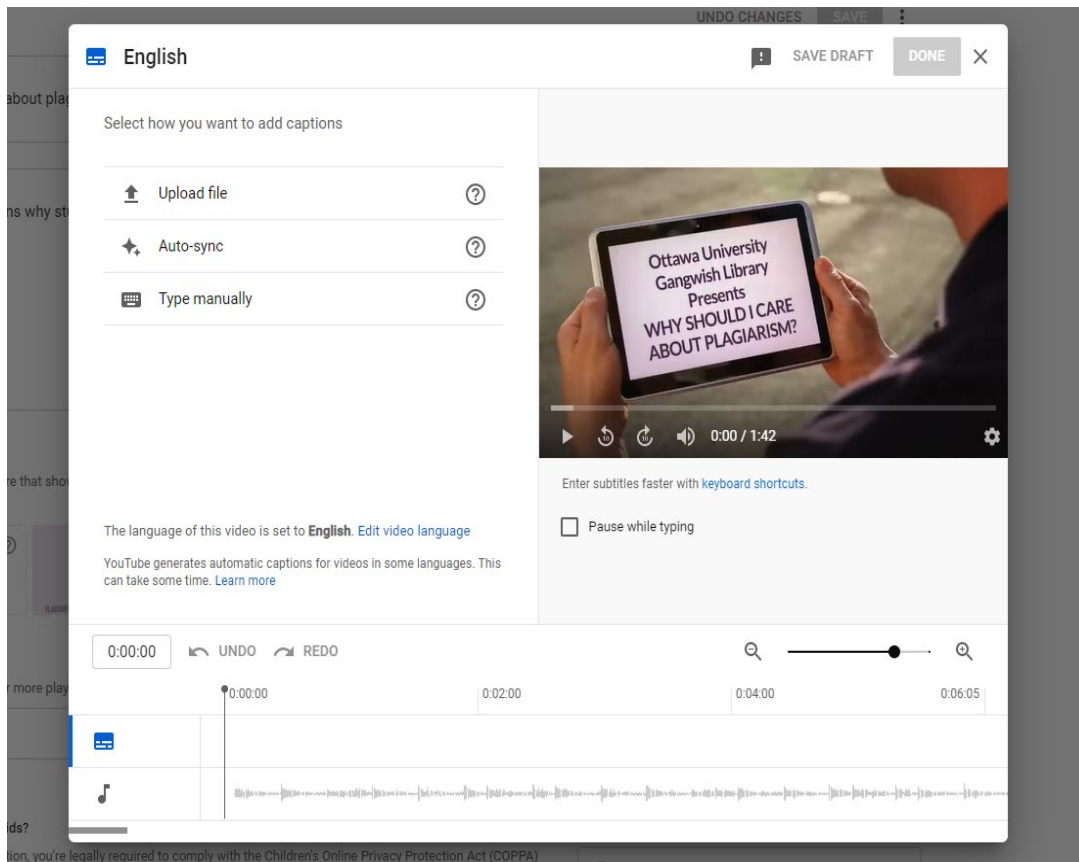 UNDO CHANGES SAVE
English
SAVE DRAFT DONE
about plag
Select how you want to add captions
Upload file
ns why stu
Auto-sync
Type manually
Ottawa University
Gangwish Library
Presents
WHY SHOULD I CARE
ABOUT PLAGIARISM?
10 10 0:00 / 1:42
re that sho
Enter subtitles faster with keyboard shortcuts.
Pause while typing
The language of this video is set to English. Edit video language
YouTube generates automatic captions for videos in some languages. This
can take some time. Learn more
0:00:00 UNDO REDO
r more play
0:00:00 0:02:00 0:04:00 0:06:05
ids?
tion, you're legally required to comply with the Children's Online Privacy Protection Act (COPPA)